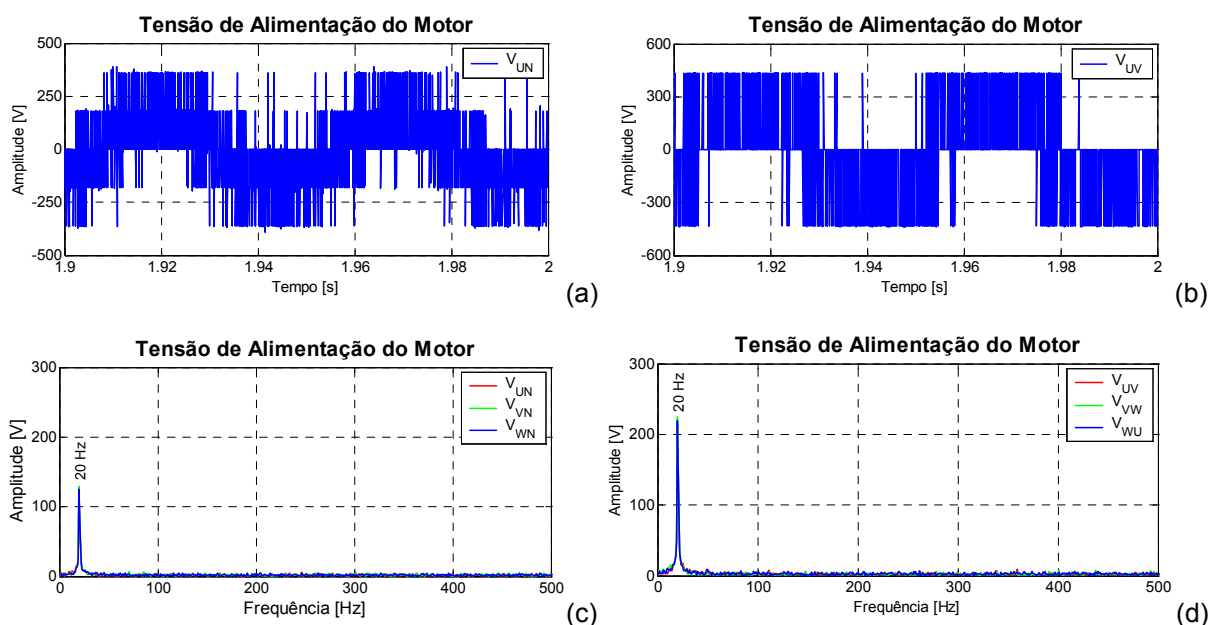 Tensão de Alimentação do Motor
500
250
0
-250
-500
Amplitude [V]
V_UN
1.9 1.92 1.94 1.96 1.98 2
Tempo [s]
(a)
Tensão de Alimentação do Motor
600
300
0
-300
-600
Amplitude [V]
V_UV
1.9 1.92 1.94 1.96 1.98 2
Tempo [s]
(b)
Tensão de Alimentação do Motor
300
200
100
0
Amplitude [V]
20 Hz
V_UN
V_VN
V_WN
0 100 200 300 400 500
Frequência [Hz]
(c)
Tensão de Alimentação do Motor
300
200
100
0
Amplitude [V]
20 Hz
V_UV
V_VW
V_WU
0 100 200 300 400 500
Frequência [Hz]
(d)